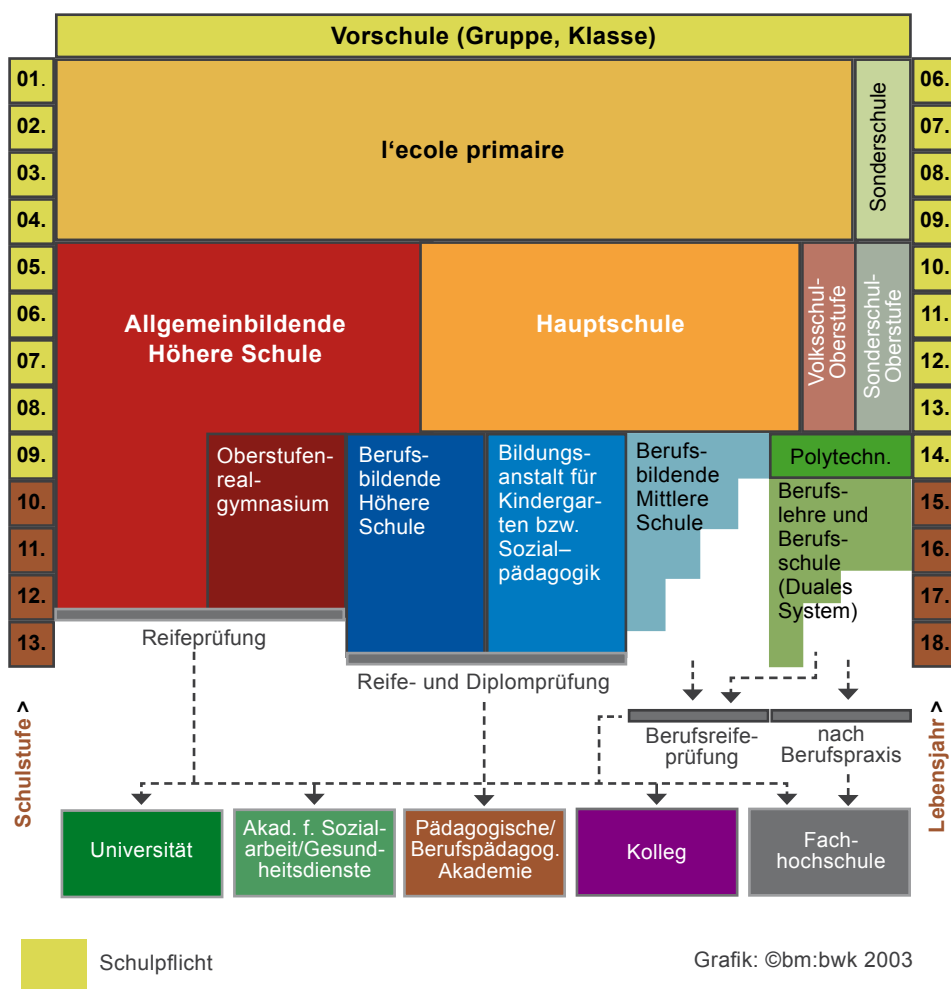 Vorschule (Gruppe, Klasse)
01.
02.
03.
04.
05.
06.
07.
08.
09.
10.
11.
12.
13.
Schulstufe >
l‘ecole primaire
Sonderschule
Allgemeinbildende
Höhere Schule
Hauptschule
Volksschul-
Oberstufe
Sonderschul-
Oberstufe
Oberstufen-
real-
gymnasium
Berufs-
bildende
Höhere
Schule
Bildungs-
anstalt für
Kindergar-
ten bzw.
Sozial–
pädagogik
Berufs-
bildende
Mittlere
Schule
Polytechn.
Berufs-
lehre und
Berufs-
schule
(Duales
System)
06.
07.
08.
09.
10.
11.
12.
13.
14.
15.
16.
17.
18.
Lebensjahr >
Reifeprüfung
Reife- und Diplomprüfung
Berufsreife-
prüfung
nach
Berufspraxis
Universität
Akad. f. Sozial-
arbeit/Gesund-
heitsdienste
Pädagogische/
Berufspädagog.
Akademie
Kolleg
Fach-
hochschule
Schulpflicht
Grafik: ©bm:bwk 2003